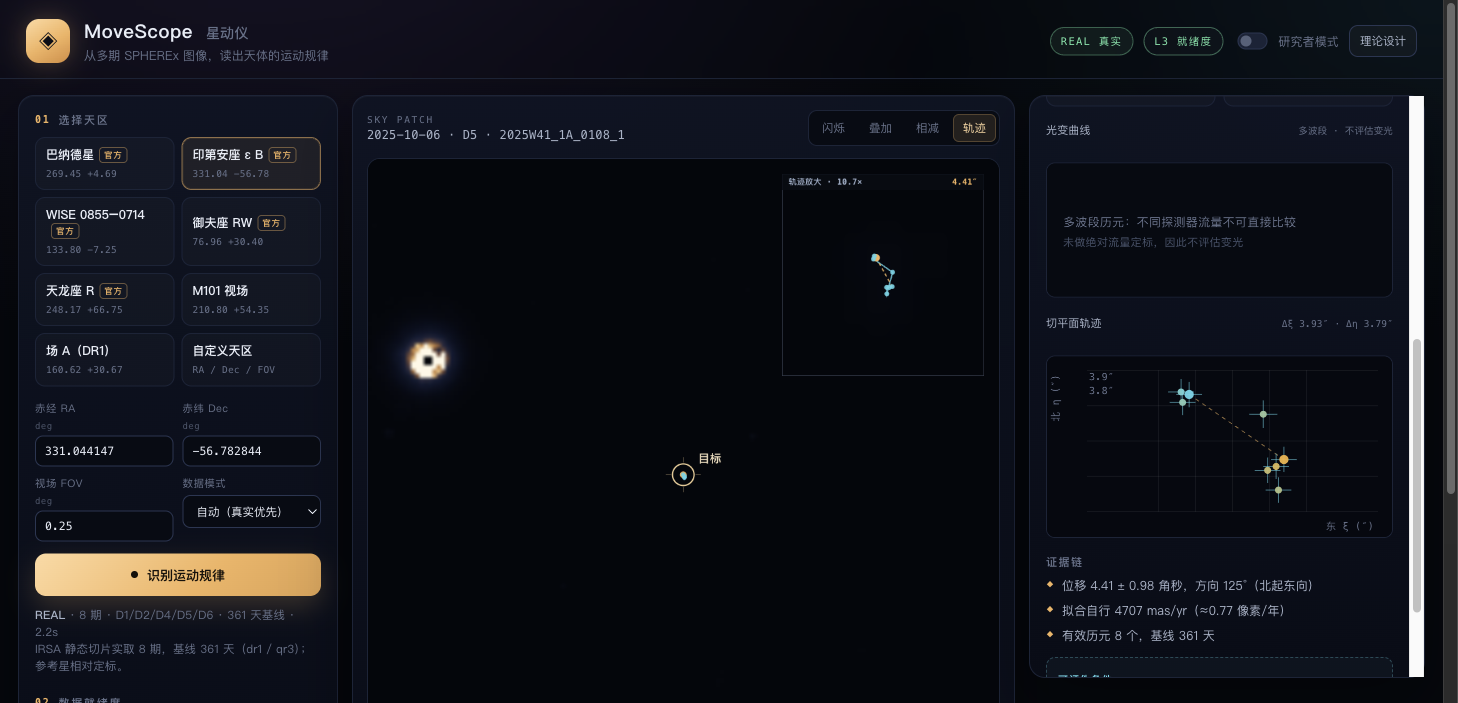 MoveScope 星动仪
从多期 SPHEREx 图像，读出天体的运动规律
REAL 真实
L3 就绪度
研究者模式
理论设计
01 选择天区
巴纳德星 官方
269.45 +4.69
印第安座 ε B 官方
331.04 −56.78
WISE 0855−0714
官方
133.80 −7.25
御夫座 RW 官方
76.96 +30.40
天龙座 R 官方
248.17 +66.75
M101 视场
210.80 +54.35
场 A（DR1）
160.62 +30.67
自定义天区
RA / Dec / FOV
赤经 RA
deg
331.044147
赤纬 Dec
deg
−56.782844
视场 FOV
deg
0.25
数据模式
自动（真实优先）
识别运动规律
REAL · 8 期 · D1/D2/D4/D5/D6 · 361 天基线 ·
2.2s
IRSA 静态切片实取 8 期，基线 361 天（dr1 / qr3）；
参考星相对定标。
02 数据就绪度
SKY PATCH
2025-10-06 · D5 · 2025W41_1A_0108_1
闪烁
叠加
相减
轨迹
轨迹放大 · 10.7×
4.41″
目标
光变曲线
多波段 · 不评估变光
多波段历元：不同探测器流量不可直接比较
未做绝对流量定标，因此不评估变光
切平面轨迹
Δξ 3.93″ · Δη 3.79″
3.9″
3.8″
北 η (″)
东 ξ (″)
证据链
位移 4.41 ± 0.98 角秒，方向 125°（北起东向）
拟合自行 4707 mas/yr（≈0.77 像素/年）
有效历元 8 个，基线 361 天